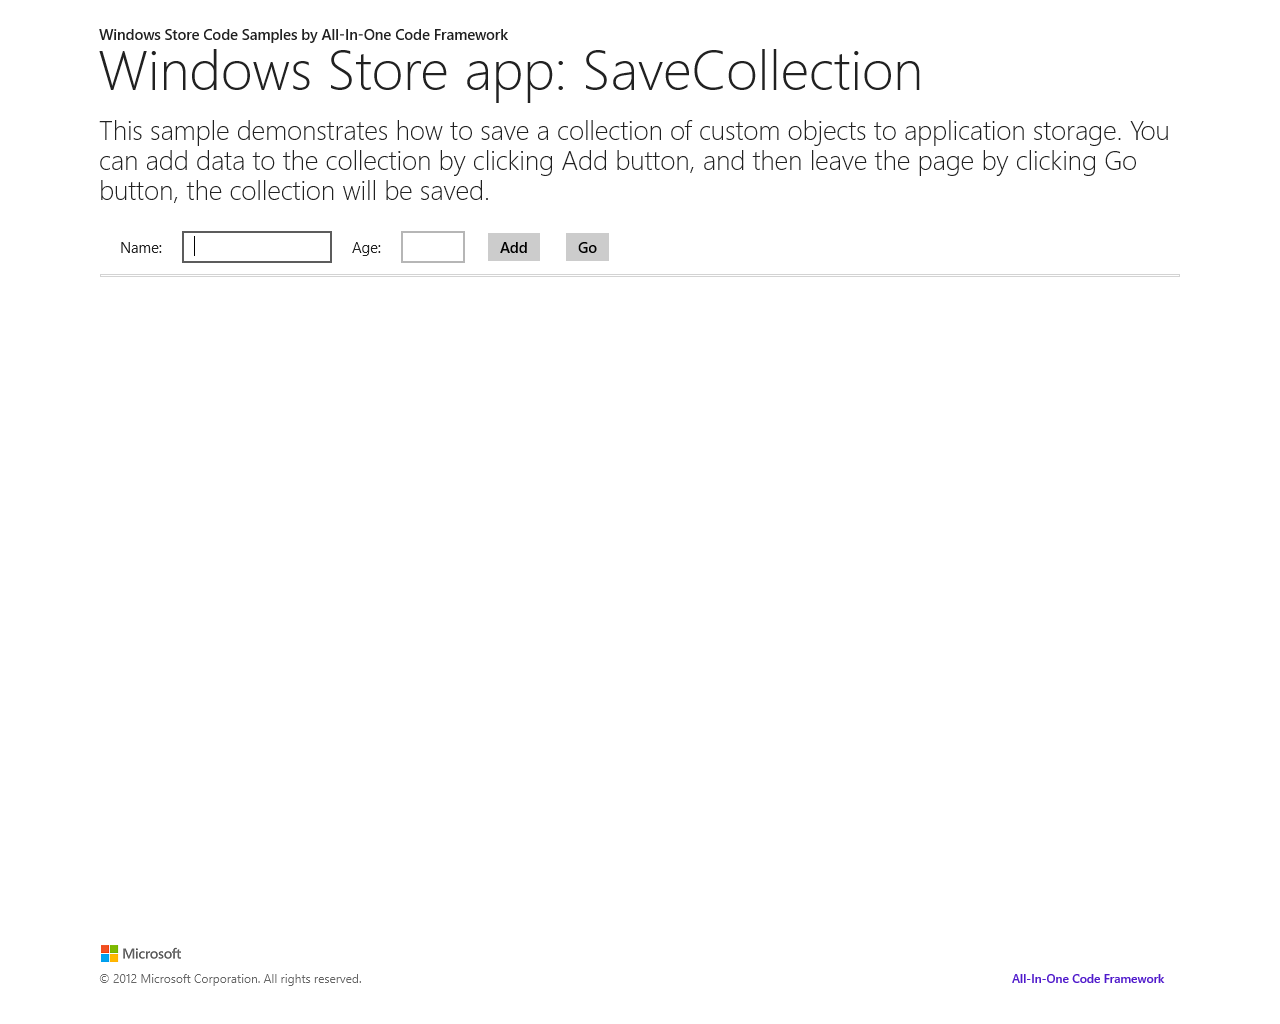 Windows Store Code Samples by All-In-One Code Framework
Windows Store app: SaveCollection
This sample demonstrates how to save a collection of custom objects to application storage. You
can add data to the collection by clicking Add button, and then leave the page by clicking Go
button, the collection will be saved.
Name: Age: Add Go
Microsoft
© 2012 Microsoft Corporation. All rights reserved. All-In-One Code Framework